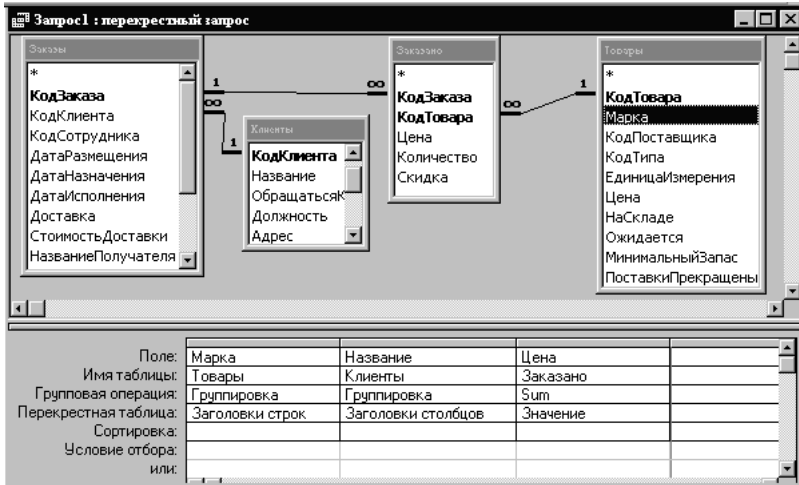 Запрос1 : перекрестный запрос
Заказы
*
КодЗаказа
КодКлиента
КодСотрудника
ДатаРазмещения
ДатаНазначения
ДатаИсполнения
Доставка
СтоимостьДоставки
НазваниеПолучателя
1
∞
∞
1
Клиенты
КодКлиента
Название
ОбращатьсяК
Должность
Адрес
Заказано
*
КодЗаказа
КодТовара
Цена
Количество
Скидка
∞
1
Товары
*
КодТовара
Марка
КодПоставщика
КодТипа
ЕдиницаИзмерения
Цена
НаСкладе
Ожидается
МинимальныйЗапас
ПоставкиПрекращены
Поле: Марка Название Цена
Имя таблицы: Товары Клиенты Заказано
Групповая операция: Группировка Группировка Sum
Перекрестная таблица: Заголовки строк Заголовки столбцов Значение
Сортировка:
Условие отбора:
или: